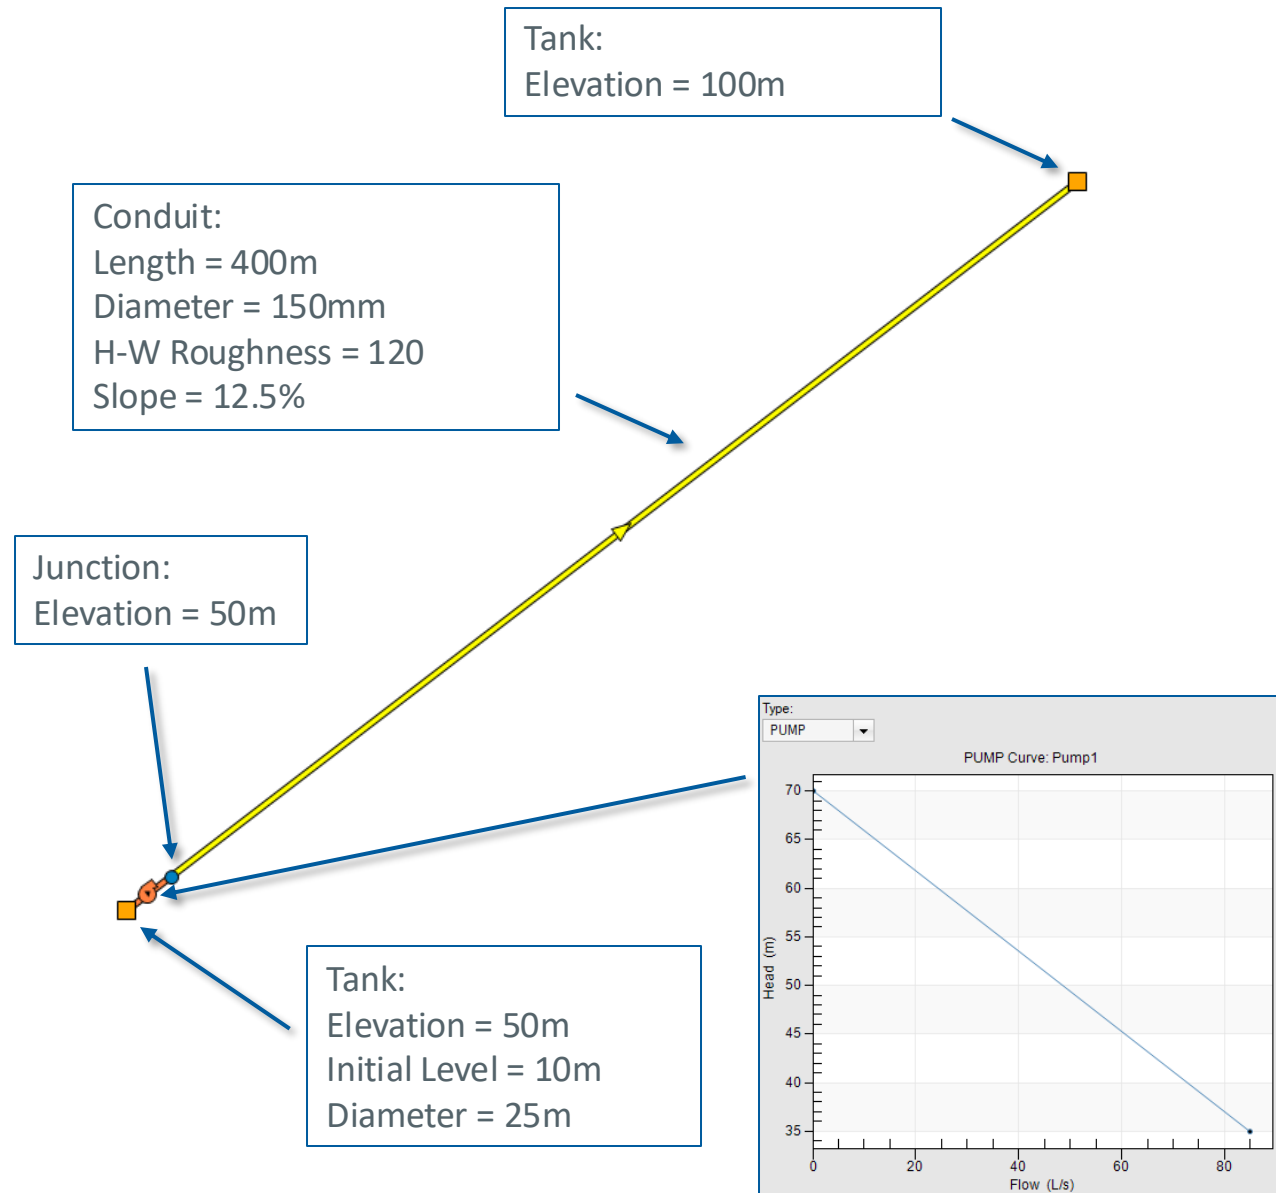 Tank:
Elevation = 100m
Conduit:
Length = 400m
Diameter = 150mm
H-W Roughness = 120
Slope = 12.5%
Junction:
Elevation = 50m
Tank:
Elevation = 50m
Initial Level = 10m
Diameter = 25m
Type:
PUMP
PUMP Curve: Pump1
Head (m)
70
65
60
55
50
45
40
35
0 20 40 60 80
Flow (L/s)